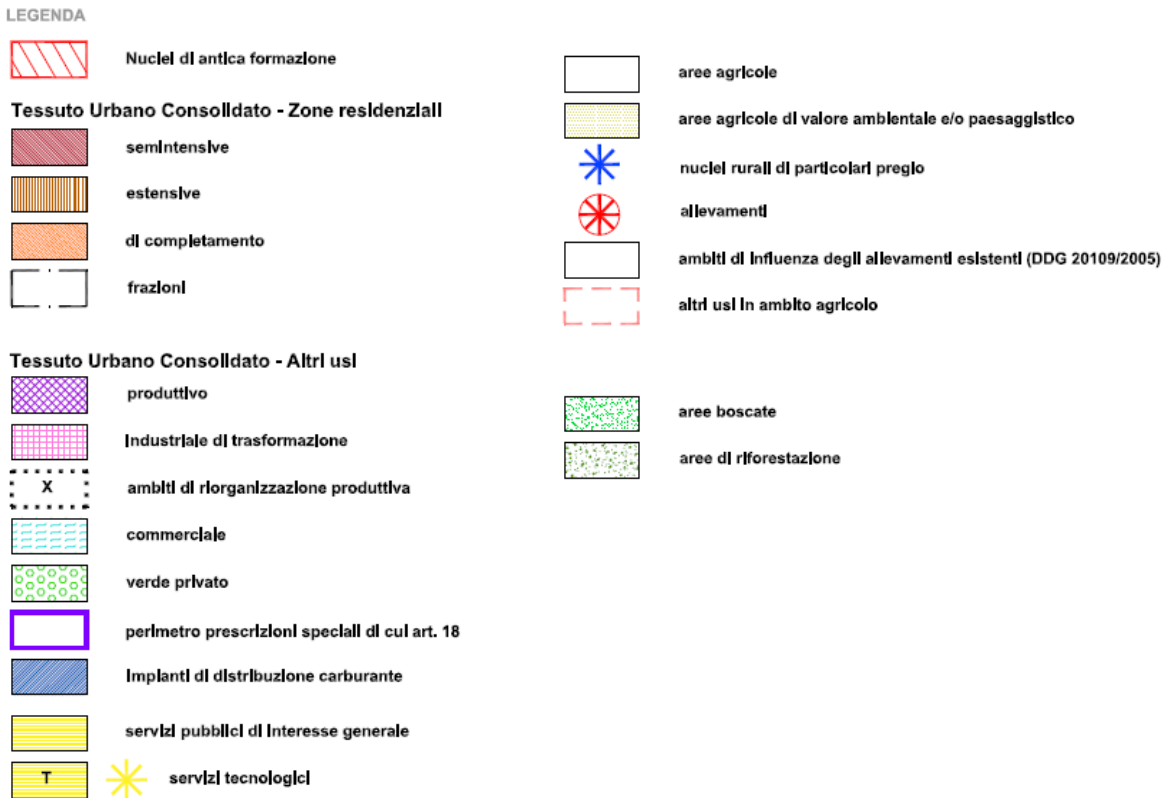 LEGENDA
Nuclei di antica formazione
Tessuto Urbano Consolidato - Zone residenziali
semintensive
estensive
di completamento
frazioni
Tessuto Urbano Consolidato - Altri usi
produttivo
industriale di trasformazione
X
ambiti di riorganizzazione produttiva
commerciale
verde privato
perimetro prescrizioni speciali di cui art. 18
impianti di distribuzione carburante
servizi pubblici di interesse generale
T
servizi tecnologici
aree agricole
aree agricole di valore ambientale e/o paesaggistico
nuclei rurali di particolari pregio
allevamenti
ambiti di influenza degli allevamenti esistenti (DDG 20109/2005)
altri usi in ambito agricolo
aree boscate
aree di riforestazione